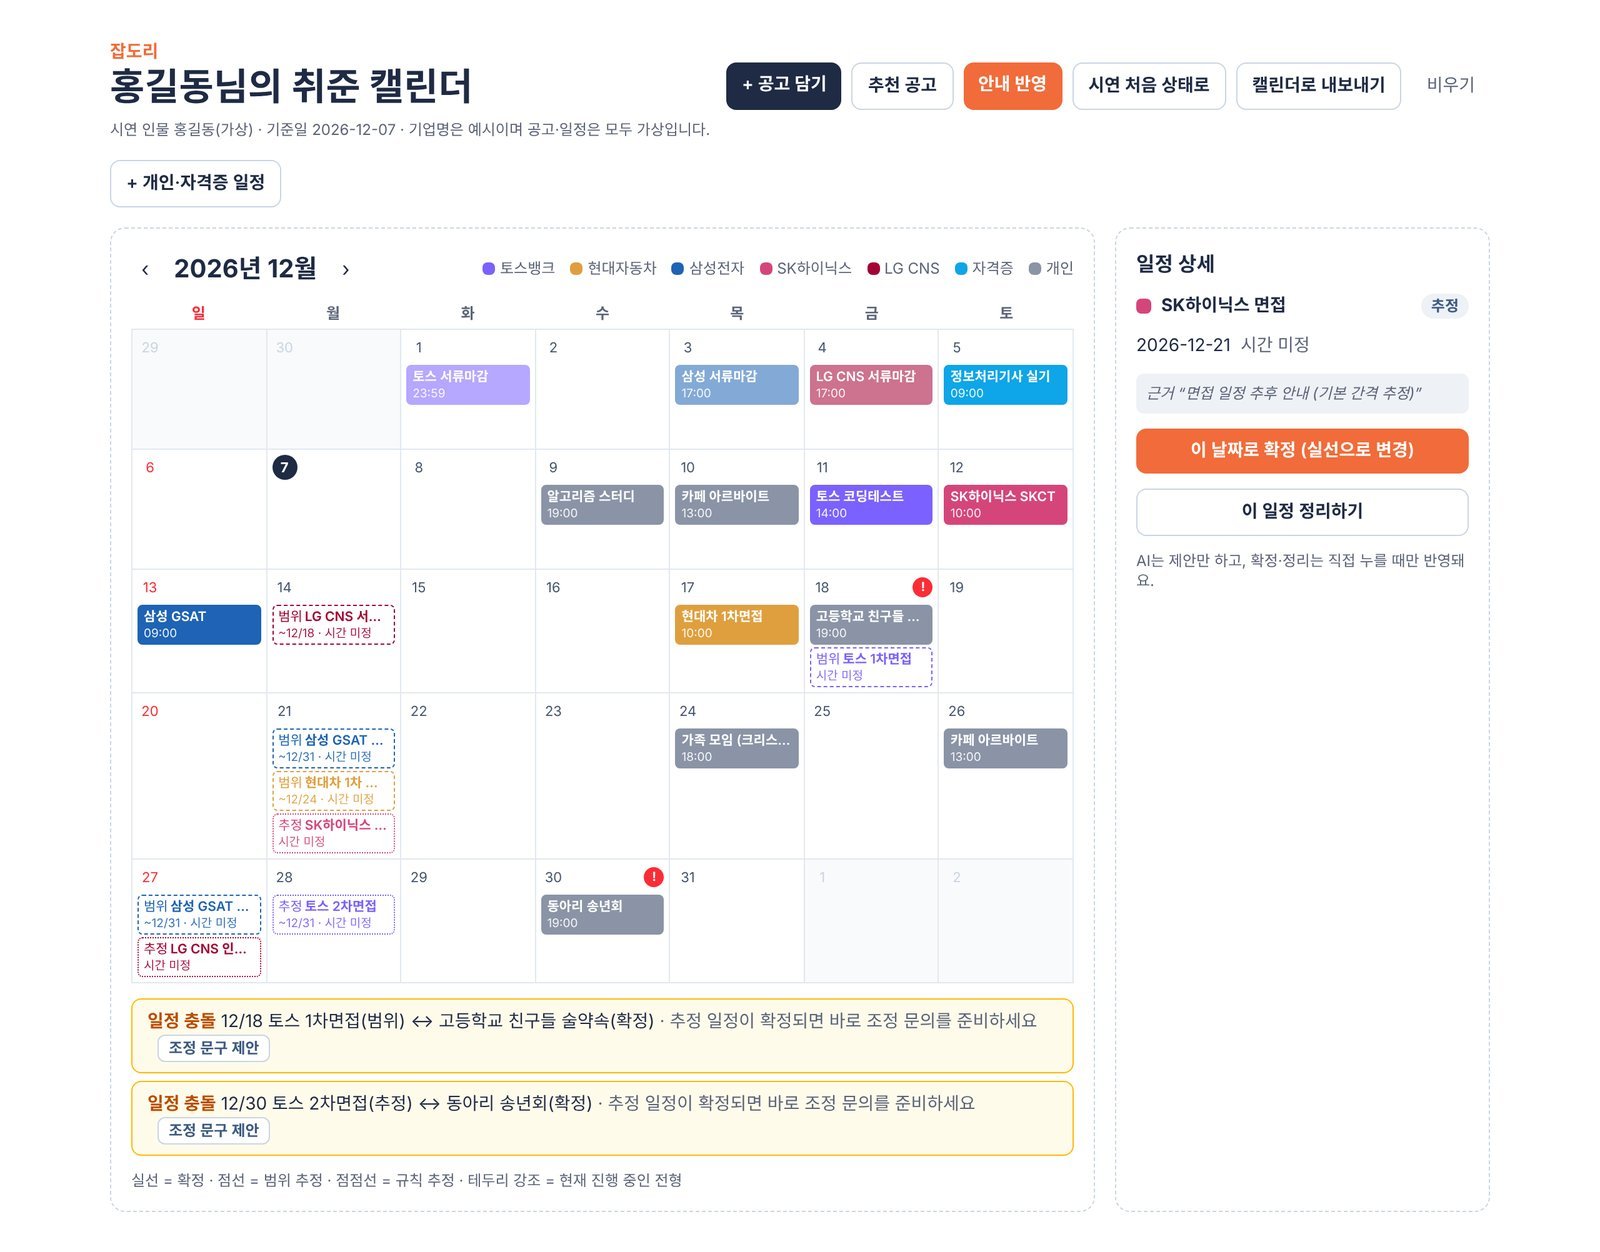 잡도리
홍길동님의 취준 캘린더
+ 공고 담기
추천 공고
안내 반영
시연 처음 상태로
캘린더로 내보내기
비우기
시연 인물 홍길동(가상) · 기준일 2026-12-07 · 기업명은 예시이며 공고·일정은 모두 가상입니다.
+ 개인·자격증 일정
‹ 2026년 12월 ›
토스뱅크 현대자동차 삼성전자 SK하이닉스 LG CNS 자격증 개인
일 월 화 수 목 금 토
29 30 1 2 3 4 5
토스 서류마감
23:59
삼성 서류마감
17:00
LG CNS 서류마감
17:00
정보처리기사 실기
09:00
6 7 8 9 10 11 12
알고리즘 스터디
19:00
카페 아르바이트
13:00
토스 코딩테스트
14:00
SK하이닉스 SKCT
10:00
13 14 15 16 17 18 ! 19
삼성 GSAT
09:00
범위 LG CNS 서...
~12/18 · 시간 미정
현대차 1차면접
10:00
고등학교 친구들 ...
19:00
범위 토스 1차면접
시간 미정
20 21 22 23 24 25 26
범위 삼성 GSAT ...
~12/31 · 시간 미정
범위 현대차 1차 ...
~12/24 · 시간 미정
추정 SK하이닉스 ...
시간 미정
가족 모임 (크리스...
18:00
카페 아르바이트
13:00
27 28 29 30 ! 31 1 2
범위 삼성 GSAT ...
~12/31 · 시간 미정
추정 LG CNS 인...
시간 미정
추정 토스 2차면접
~12/31 · 시간 미정
동아리 송년회
19:00
일정 충돌 12/18 토스 1차면접(범위) ↔ 고등학교 친구들 술약속(확정) · 추정 일정이 확정되면 바로 조정 문의를 준비하세요
조정 문구 제안
일정 충돌 12/30 토스 2차면접(추정) ↔ 동아리 송년회(확정) · 추정 일정이 확정되면 바로 조정 문의를 준비하세요
조정 문구 제안
실선 = 확정 · 점선 = 범위 추정 · 점점선 = 규칙 추정 · 테두리 강조 = 현재 진행 중인 전형
일정 상세
SK하이닉스 면접 추정
2026-12-21 시간 미정
근거 “면접 일정 추후 안내 (기본 간격 추정)”
이 날짜로 확정 (실선으로 변경)
이 일정 정리하기
AI는 제안만 하고, 확정·정리는 직접 누를 때만 반영돼
요.